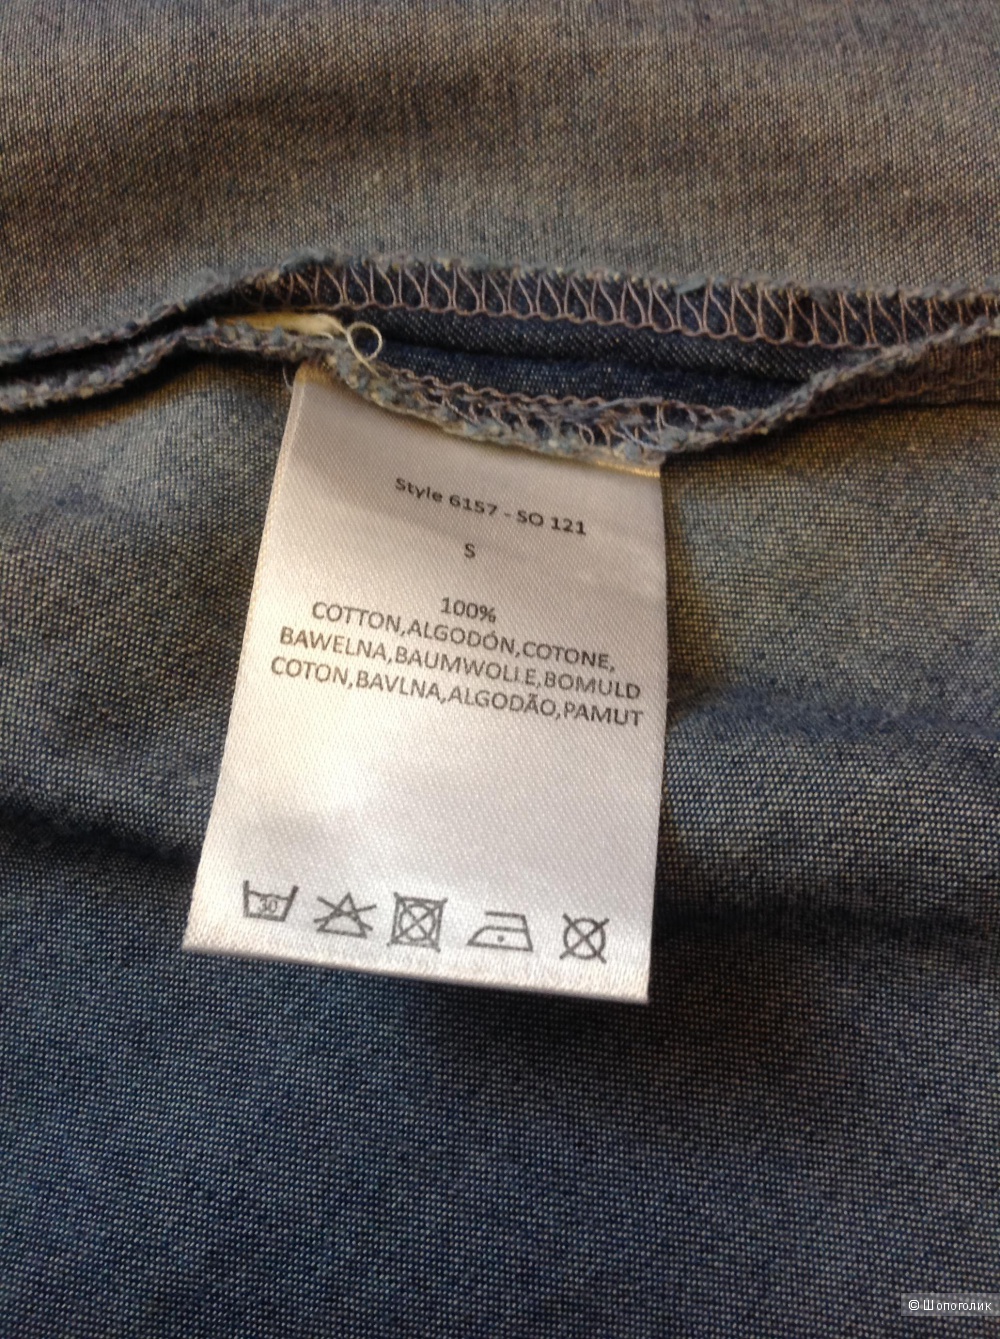 Style 6157 - SO 121
S
100%
COTTON,ALGODÓN,COTONE,
BAWELNA,BAUMWOLLE,BOMULD
COTON,BAVLNA,ALGODÃO,PAMUT
30
© Шопоголик